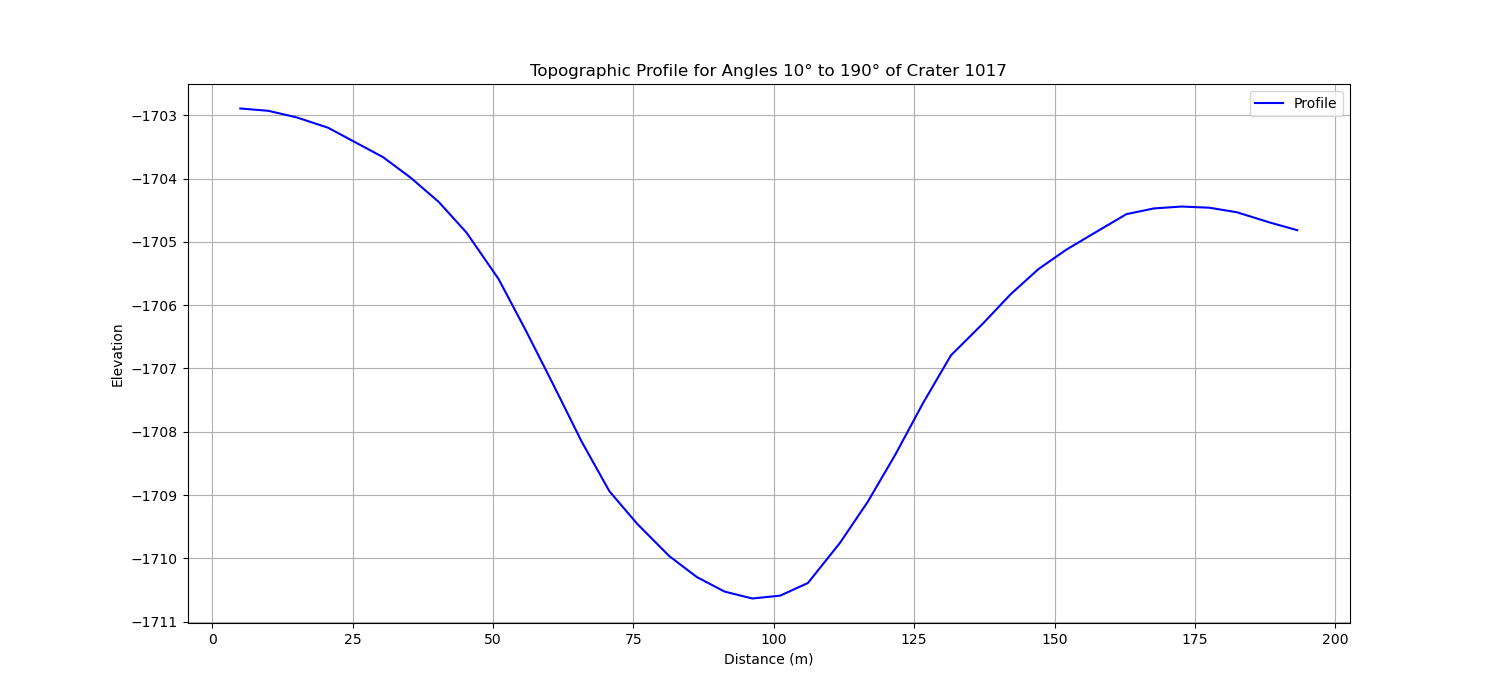 Topographic Profile for Angles 10° to 190° of Crater 1017
Profile
−1703
−1704
−1705
−1706
−1707
−1708
−1709
−1710
−1711
Elevation
0 25 50 75 100 125 150 175 200
Distance (m)